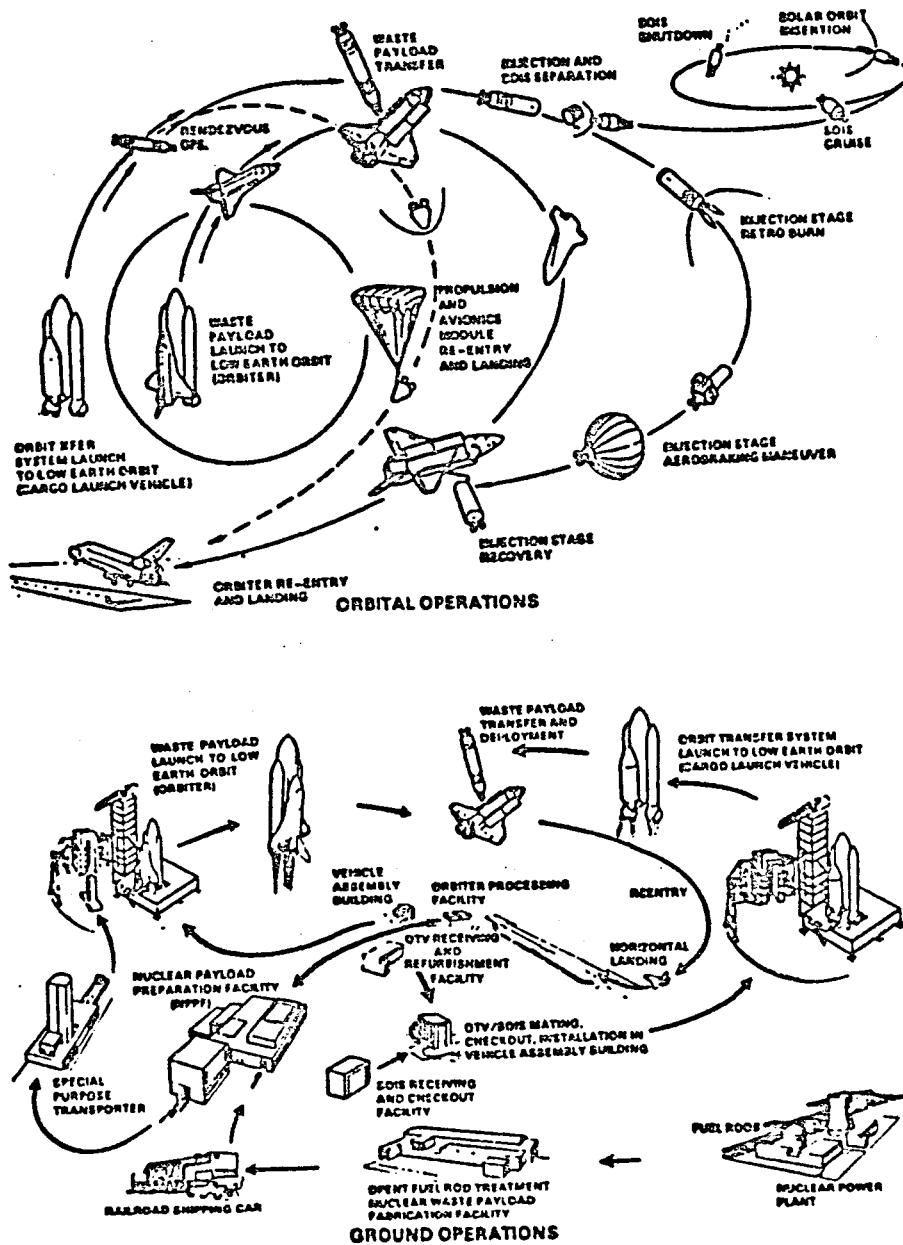 WASTE
PAYLOAD
TRANSFER
INJECTION AND
SOIS SEPARATION
SOIS
SHUTDOWN
SOLAR ORBIT
INSERTION
SOIS
CRUISE
RENDEZVOUS
OPS.
INJECTION STAGE
RETRO BURN
WASTE
PAYLOAD
LAUNCH TO
LOW EARTH ORBIT
(ORBITER)
PROPULSION
AND
AVIONICS
MODULE
RE-ENTRY
AND LANDING
ORBIT XFER
SYSTEM LAUNCH
TO LOW EARTH ORBIT
(CARGO LAUNCH VEHICLE)
INJECTION STAGE
AEROBRAKING MANEUVER
INJECTION STAGE
RECOVERY
ORBITER RE-ENTRY
AND LANDING
ORBITAL OPERATIONS
WASTE PAYLOAD
LAUNCH TO LOW
EARTH ORBIT
(ORBITER)
WASTE PAYLOAD
TRANSFER AND
DEPLOYMENT
ORBIT TRANSFER SYSTEM
LAUNCH TO LOW EARTH ORBIT
(CARGO LAUNCH VEHICLE)
VEHICLE
ASSEMBLY
BUILDING
ORBITER PROCESSING
FACILITY
REENTRY
OTV RECEIVING
AND
REFURBISHMENT
FACILITY
HORIZONTAL
LANDING
NUCLEAR PAYLOAD
PREPARATION FACILITY
(NPPF)
OTV/SOIS MATING,
CHECKOUT, INSTALLATION IN
VEHICLE ASSEMBLY BUILDING
SPECIAL
PURPOSE
TRANSPORTER
SOIS RECEIVING
AND CHECKOUT
FACILITY
FUEL RODS
RAILROAD SHIPPING CAR
SPENT FUEL ROD TREATMENT
NUCLEAR WASTE PAYLOAD
FABRICATION FACILITY
NUCLEAR POWER
PLANT
GROUND OPERATIONS